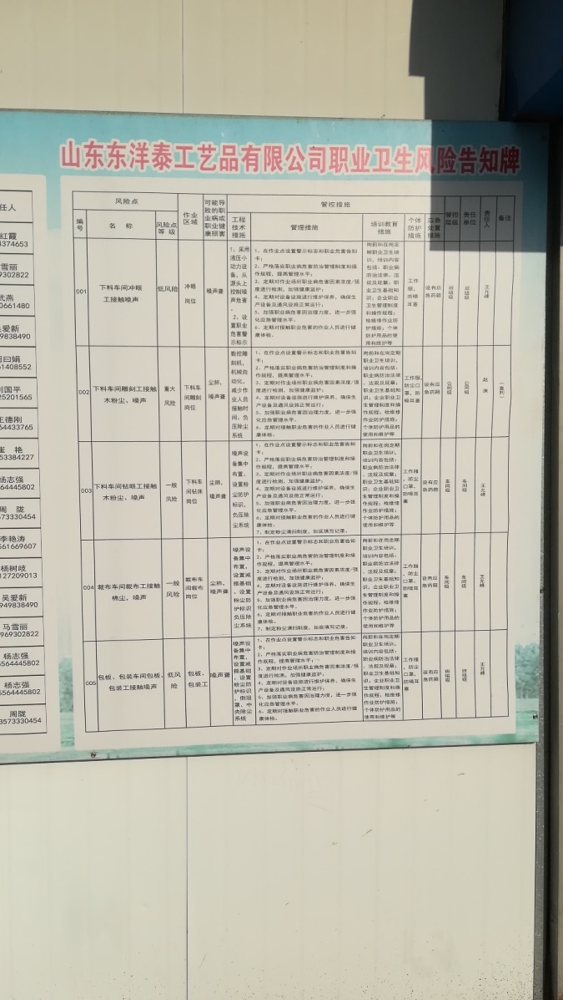 山东东洋泰工艺品有限公司职业卫生风险告知牌
任人
红霞
4374653
雪丽
9302822
武燕
0661480
爱新
9838490
曰娟
51408552
国平
25201565
王德刚
564433765
崔 艳
53384227
杨志强
564445802
周 陇
573330454
李艳涛
561669607
杨树岐
127209013
吴爱新
949838490
马雪丽
969302822
杨志强
5564445802
杨志强
5564445802
周陇
3573330454
编号
风险点
名 称
风险点等 级
作业区域
可能导致的职业病或职业健康损害
管控措施
工程技术措施
管理措施
培训教育措施
个体防护措施
应急处置措施
管控层级
责任单位
责任人
备注
001
下料车间冲眼工接触噪声
低风险
冲眼岗位
噪声聋
1、采用液压小动力设备，从源头上控制噪声危害。
2、设置职业危害警示标示
1、在作业点设置警示标志和职业危害告知卡；
2、严格落实职业病危害防治管理制度和操作规程，提高管理水平；
3、定期对作业场所职业病危害因素浓度/强度进行检测，加强健康监护；
4、定期对设备设施进行维护保养，确保生产设备及通风设施正常运行；
5、加强职业病危害因治理力度，进一步强化应急管理水平。
6、定期对接触职业危害的作业人员进行健康体检。
岗前和在岗定期职业卫生培训，培训内容包括：职业病防治法律、法规及规章；职业卫生基础知识；企业职业卫生管理制度和操作规程；检维修作业防护措施；个体防护用品的使用和维护等
工作服，防噪耳塞
设有应急药箱
班组级
班组级
002
下料车间雕刻工接触木粉尘、噪声
重大风险
下料车间雕刻岗位
尘肺，噪声聋
数控雕刻机，机械自动化，减少作业人员接触时间、负压除尘系统
1、在作业点设置警示标志和职业危害告知卡；
2、严格落实职业病危害防治管理制度和操作规程，提高管理水平；
3、定期对作业场所职业病危害因素浓度/强度进行检测，加强健康监护；
4、定期对设备设施进行维护保养，确保生产设备及通风设施正常运行；
5、加强职业病危害因治理力度，进一步强化应急管理水平。
6、定期对接触职业危害的作业人员进行健康体检。
岗前和在岗定期职业卫生培训，培训内容包括：职业病防治法律、法规及规章；职业卫生基础知识；企业职业卫生管理制度和操作规程；检维修作业防护措施；个体防护用品的使用和维护等
工作服，防尘口罩，防噪耳塞
设有应急药箱
公司级
公司级
003
下料车间钻眼工接触木粉尘、噪声
一般风险
下料车间钻床岗位
尘肺，噪声聋
噪声设备集中布置，设置粉尘防护标识，负压除尘系统
1、在作业点设置警示标志和职业危害告知卡；
2、严格落实职业病危害防治管理制度和操作规程，提高管理水平；
3、定期对作业场所职业病危害因素浓度/强度进行检测，加强健康监护；
4、定期对设备设施进行维护保养，确保生产设备及通风设施正常运行；
5、加强职业病危害因治理力度，进一步强化应急管理水平。
6、定期对接触职业危害的作业人员进行健康体检。
7、制定粉尘清扫制度，如实填写记录。
岗前和在岗定期职业卫生培训，培训内容包括：职业病防治法律、法规及规章；职业卫生基础知识；企业职业卫生管理制度和操作规程；检维修作业防护措施；个体防护用品的使用和维护等
工作服，防尘口罩，防噪耳塞
设有应急药箱
车间级
车间级
004
裁布车间裁布工接触棉尘、噪声
一般风险
裁布车间裁布岗位
尘肺，噪声聋
噪声设备集中布置，设置减振基础，设置粉尘防护标识负压除尘系统
1、在作业点设置警示标志和职业危害告知卡；
2、严格落实职业病危害防治管理制度和操作规程，提高管理水平；
3、定期对作业场所职业病危害因素浓度/强度进行检测，加强健康监护；
4、定期对设备设施进行维护保养，确保生产设备及通风设施正常运行；
5、加强职业病危害因治理力度，进一步强化应急管理水平。
6、定期对接触职业危害的作业人员进行健康体检。
7、制定粉尘清扫制度，如实填写记录。
岗前和在岗定期职业卫生培训，培训内容包括：职业病防治法律、法规及规章；职业卫生基础知识；企业职业卫生管理制度和操作规程；检维修作业防护措施；个体防护用品的使用和维护等
工作服，防尘口罩，防噪耳塞
设有应急药箱
车间级
车间级
005
包板、包装车间包板、包装工接触噪声
低风险
包板、包装工
噪声聋
噪声设备集中布置，设置减振基础，设置粉尘防护标识，侧吸罩，中央除尘系统
1、在作业点设置警示标志和职业危害告知卡；
2、严格落实职业病危害防治管理制度和操作规程，提高管理水平；
3、定期对作业场所职业病危害因素浓度/强度进行检测，加强健康监护；
4、定期对设备设施进行维护保养，确保生产设备及通风设施正常运行；
5、加强职业病危害因治理力度，进一步强化应急管理水平。
6、定期对接触职业危害的作业人员进行健康体检。
岗前和在岗定期职业卫生培训，培训内容包括：职业病防治法律、法规及规章；职业卫生基础知识；企业职业卫生管理制度和操作规程；检维修作业防护措施；个体防护用品的使用和维护等
工作服，防尘口罩，防噪耳塞
设有应急药箱
班组级
班组级